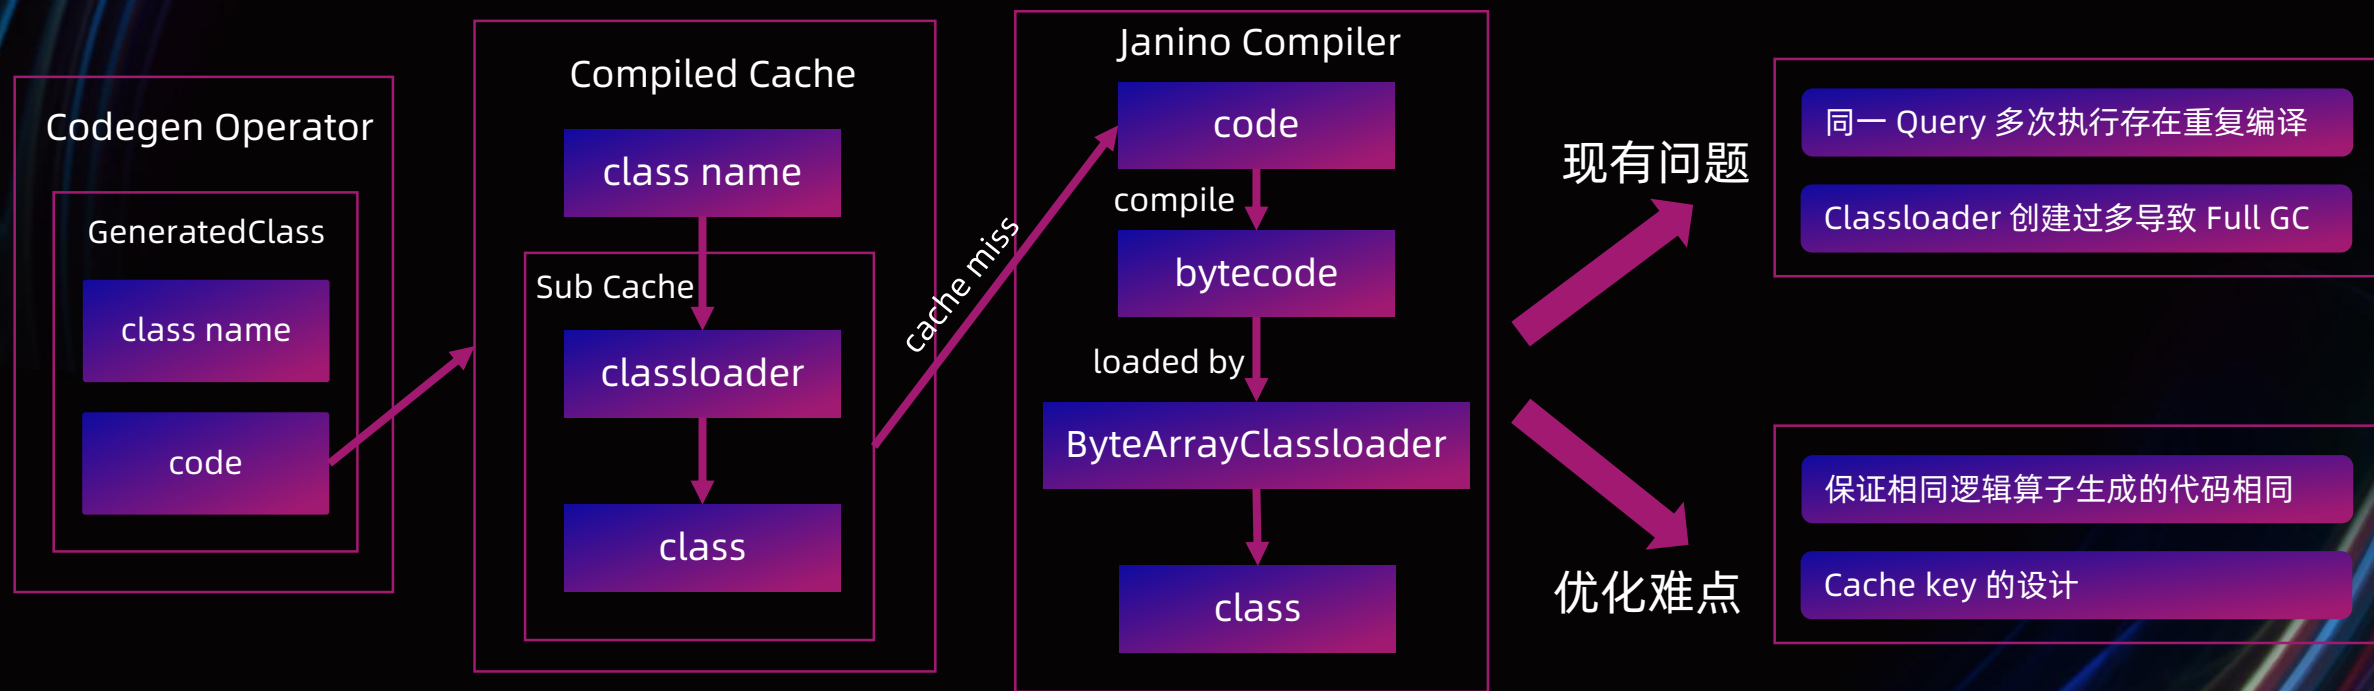 Codegen Operator
GeneratedClass
class name
code
Compiled Cache
class name
Sub Cache
classloader
class
cache miss
Janino Compiler
code
compile
bytecode
loaded by
ByteArrayClassloader
class
现有问题
同一 Query 多次执行存在重复编译
Classloader 创建过多导致 Full GC
优化难点
保证相同逻辑算子生成的代码相同
Cache key 的设计